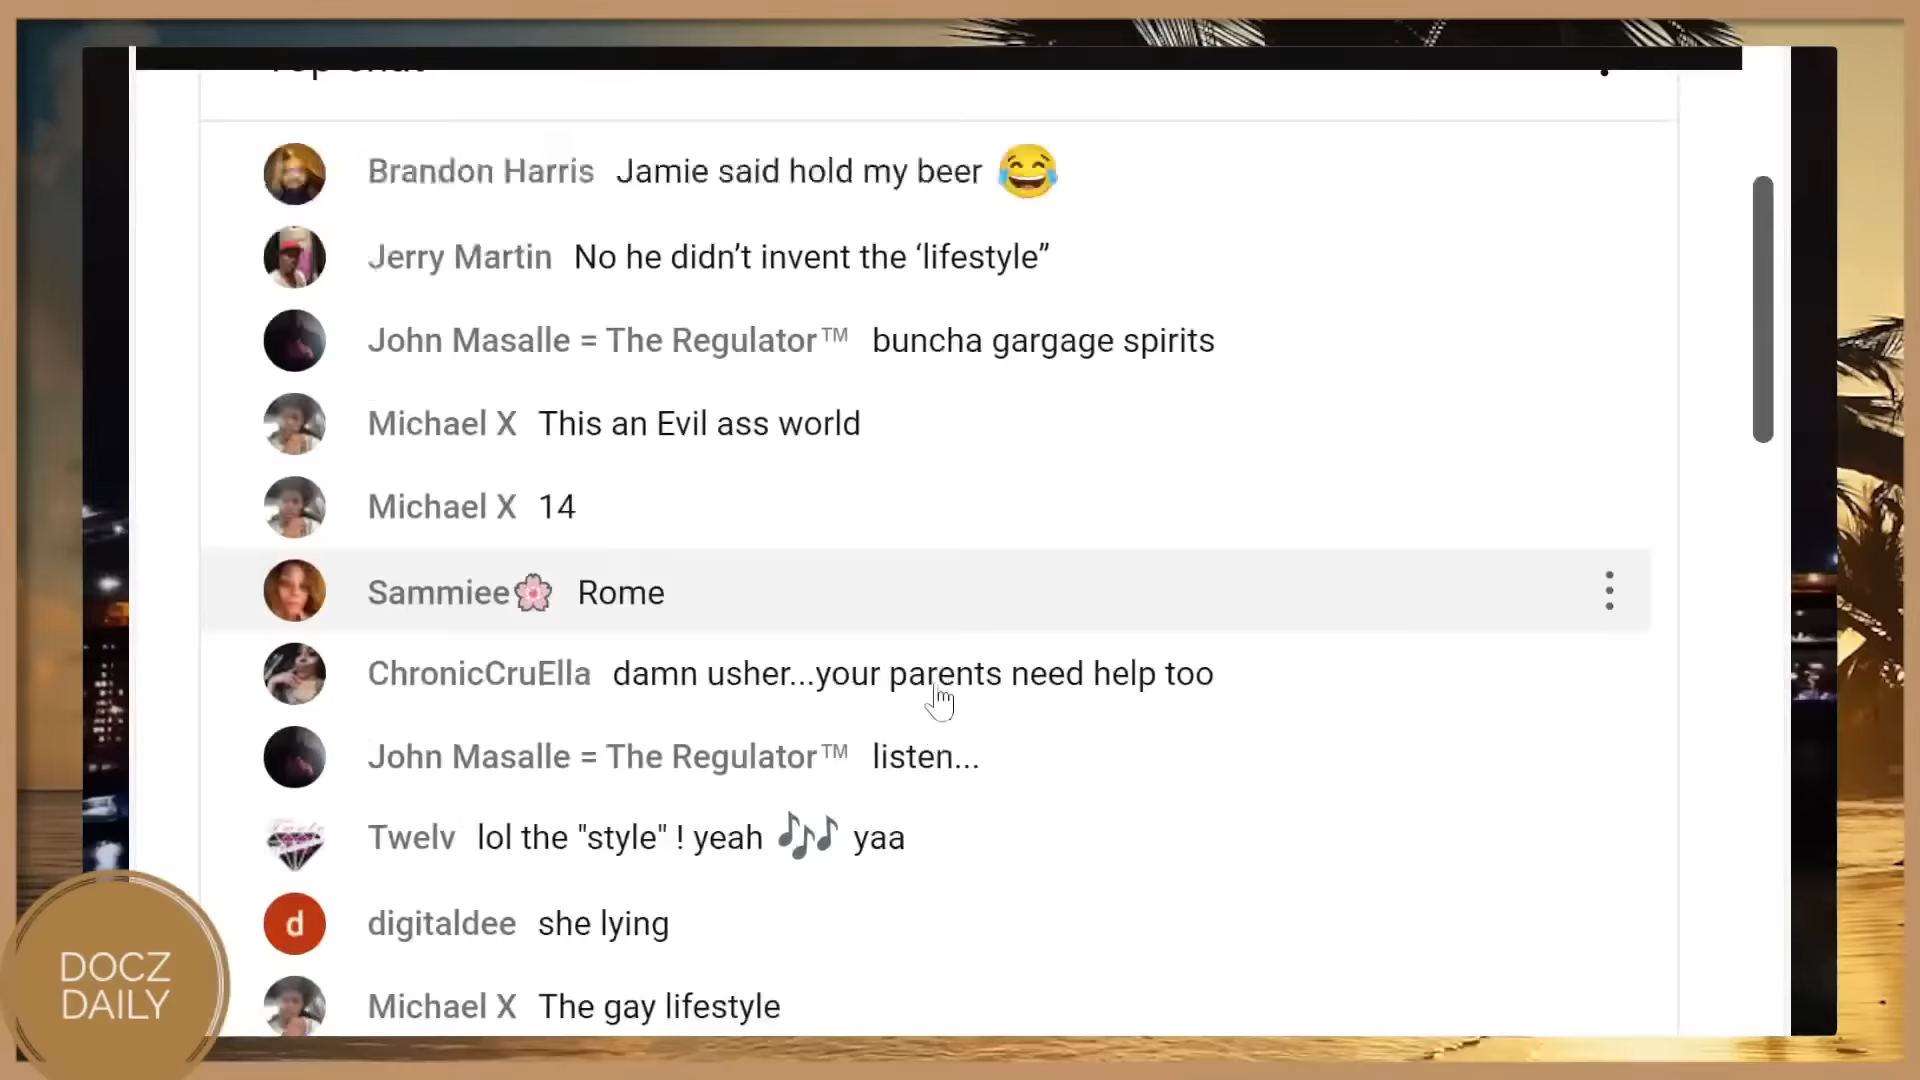 Top chat
Brandon Harris Jamie said hold my beer 😂
Jerry Martin No he didn’t invent the ‘lifestyle”
John Masalle = The Regulator™ buncha gargage spirits
Michael X This an Evil ass world
Michael X 14
Sammiee🌸 Rome
ChronicCruElla damn usher...your parents need help too
John Masalle = The Regulator™ listen...
Twelv lol the "style" ! yeah 🎶 yaa
d digitaldee she lying
Michael X The gay lifestyle
DOCZ
DAILY